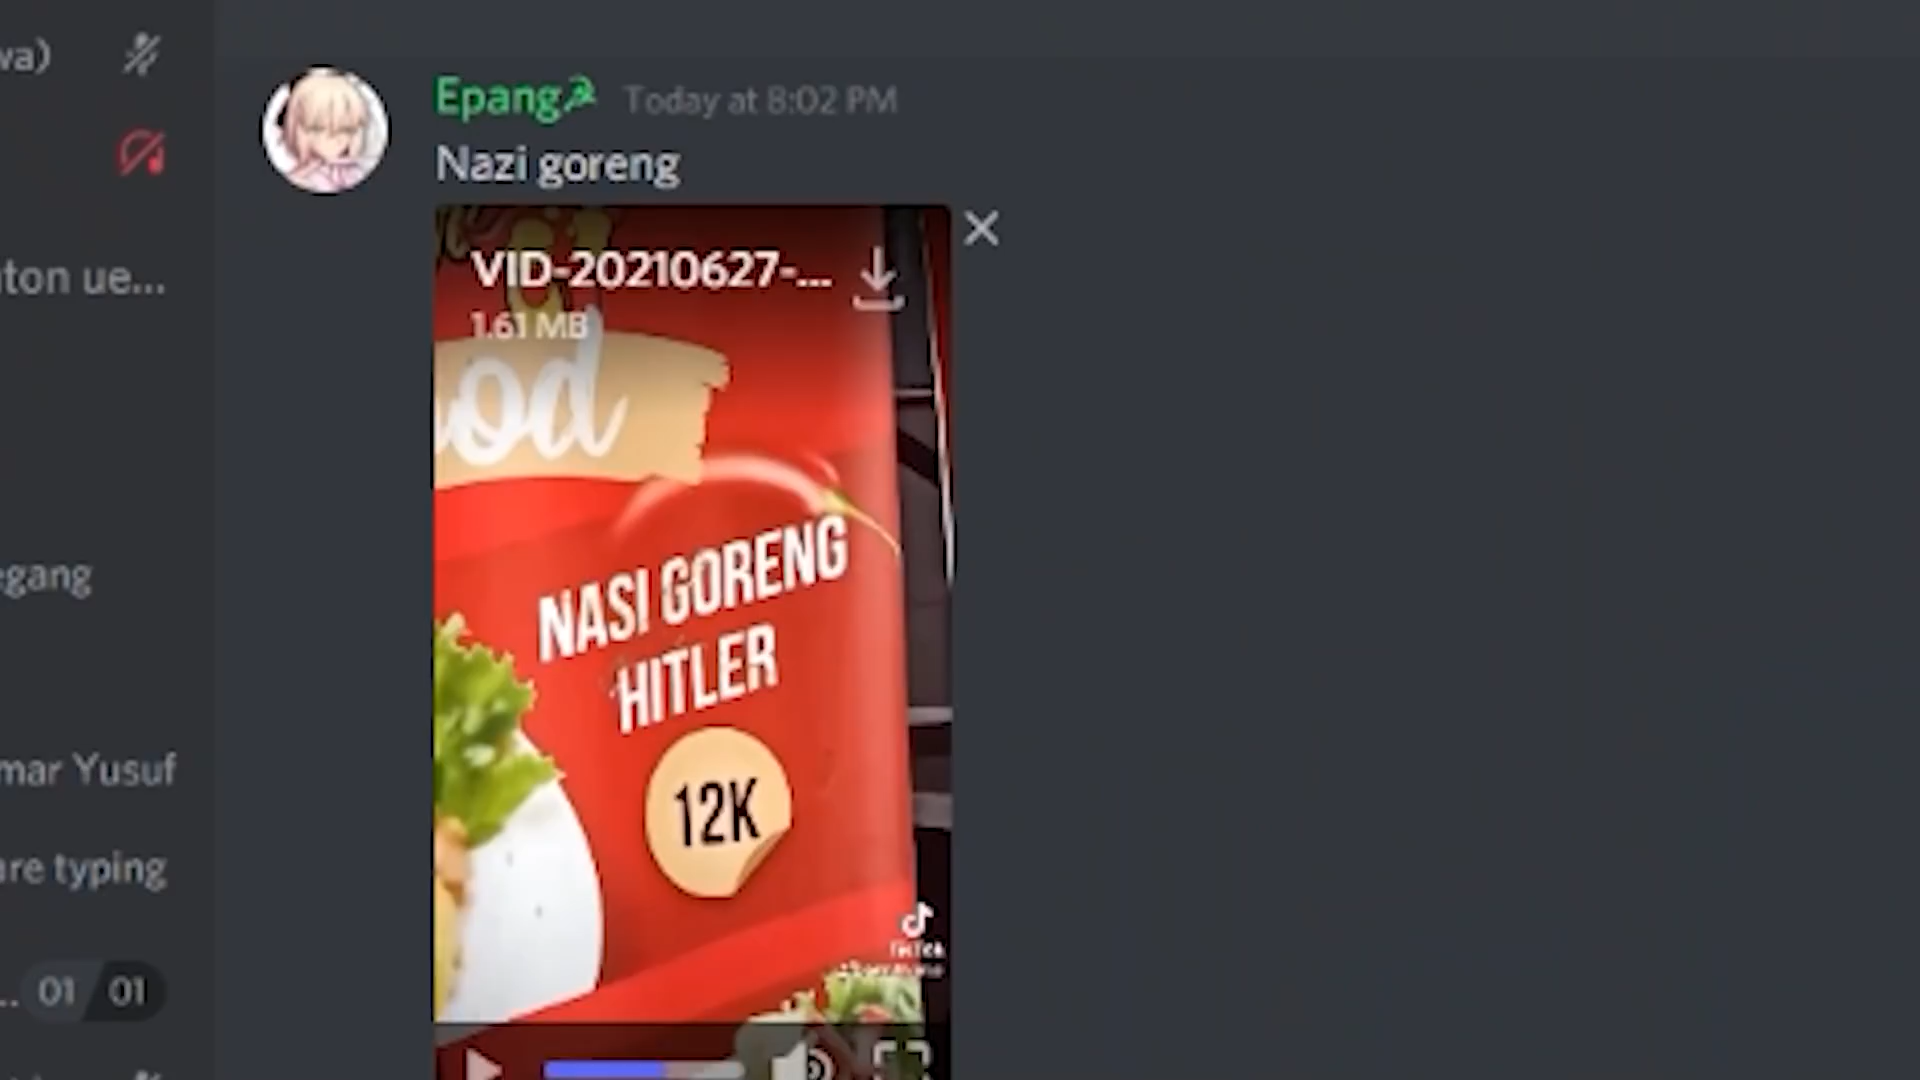 wa)
Epang Today at 8:02 PM
Nazi goreng
VID-20210627-...
1.61 MB
od
ton ue...
NASI GORENG
HITLER
12K
egang
mar Yusuf
are typing
TikTok
.. 01 01